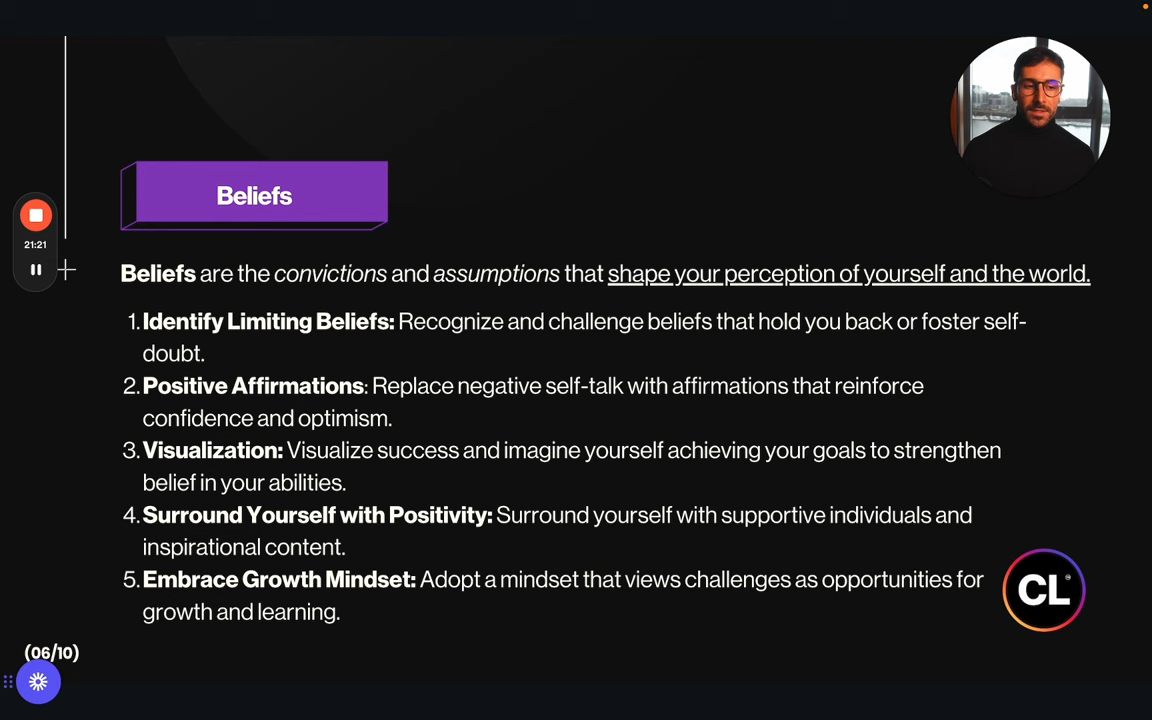 Beliefs
21:21
Beliefs are the convictions and assumptions that shape your perception of yourself and the world.
1. Identify Limiting Beliefs: Recognize and challenge beliefs that hold you back or foster self-
doubt.
2. Positive Affirmations: Replace negative self-talk with affirmations that reinforce
confidence and optimism.
3. Visualization: Visualize success and imagine yourself achieving your goals to strengthen
belief in your abilities.
4. Surround Yourself with Positivity: Surround yourself with supportive individuals and
inspirational content.
5. Embrace Growth Mindset: Adopt a mindset that views challenges as opportunities for
growth and learning.
CL
(06/10)